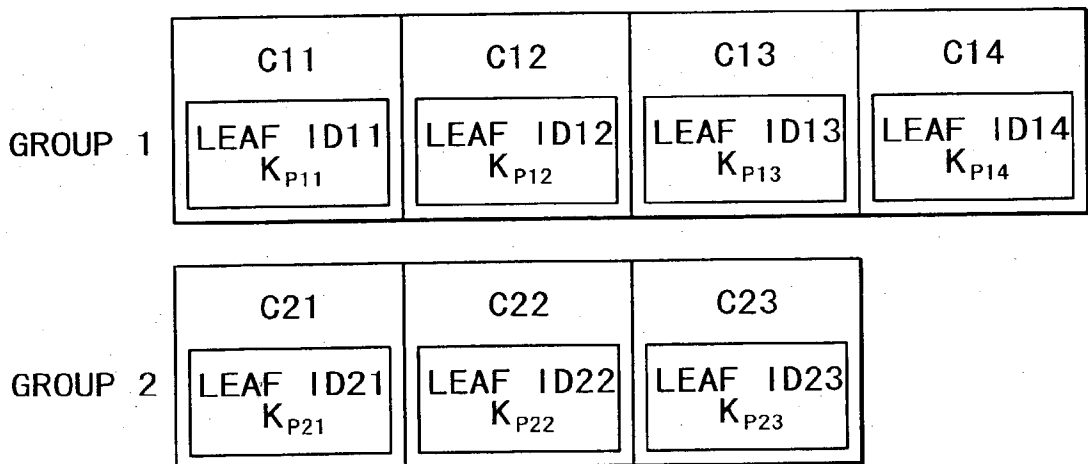 C11 C12 C13 C14
GROUP 1 LEAF ID11 LEAF ID12 LEAF ID13 LEAF ID14
KP11 KP12 KP13 KP14
C21 C22 C23
GROUP 2 LEAF ID21 LEAF ID22 LEAF ID23
KP21 KP22 KP23